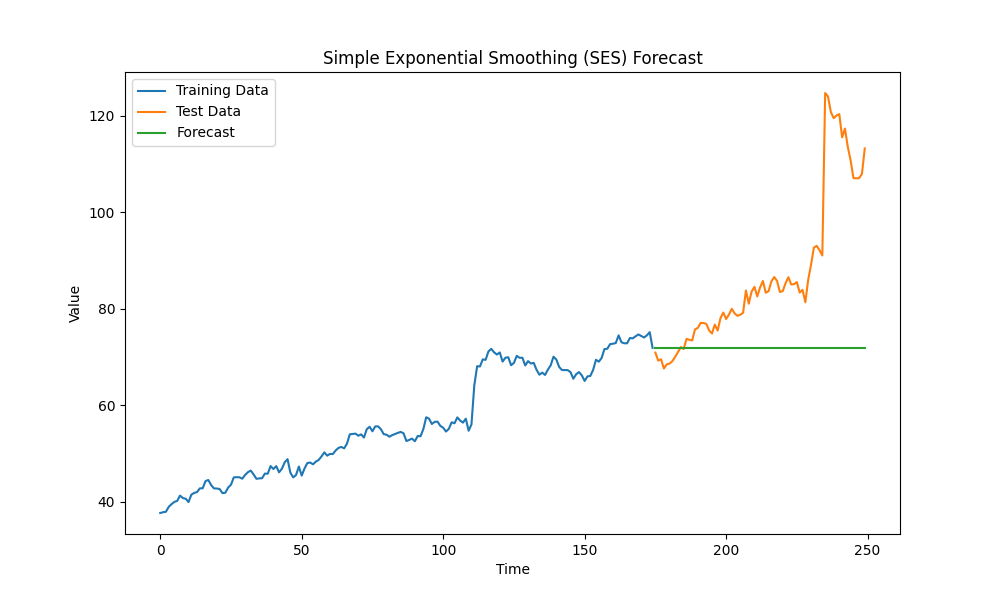 Simple Exponential Smoothing (SES) Forecast
Training Data
Test Data
Forecast
120
100
80
60
40
Value
0 50 100 150 200 250
Time